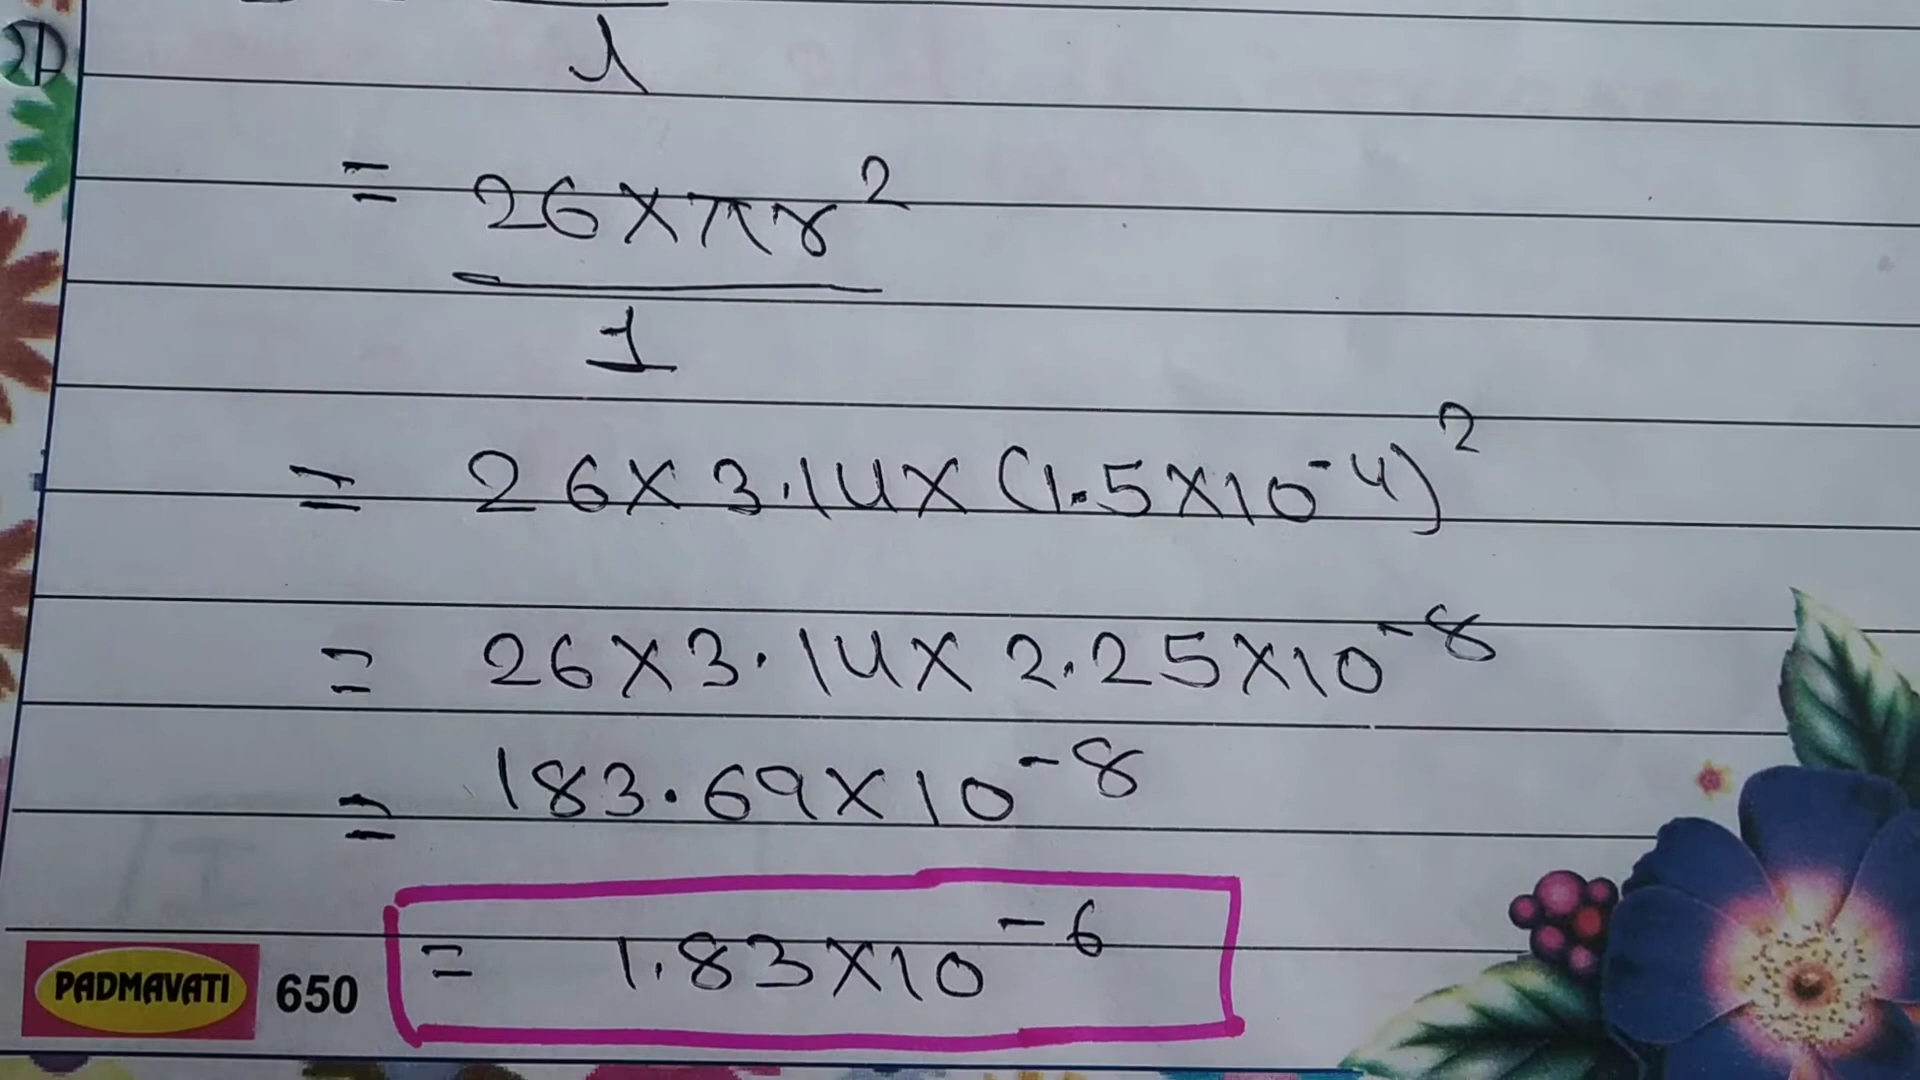 l
= 26×πr²
1
= 26×3.14×(1.5×10⁻⁴)²
= 26×3.14×2.25×10⁻⁸
= 183.69×10⁻⁸
= 1.83×10⁻⁶
PADMAVATI 650